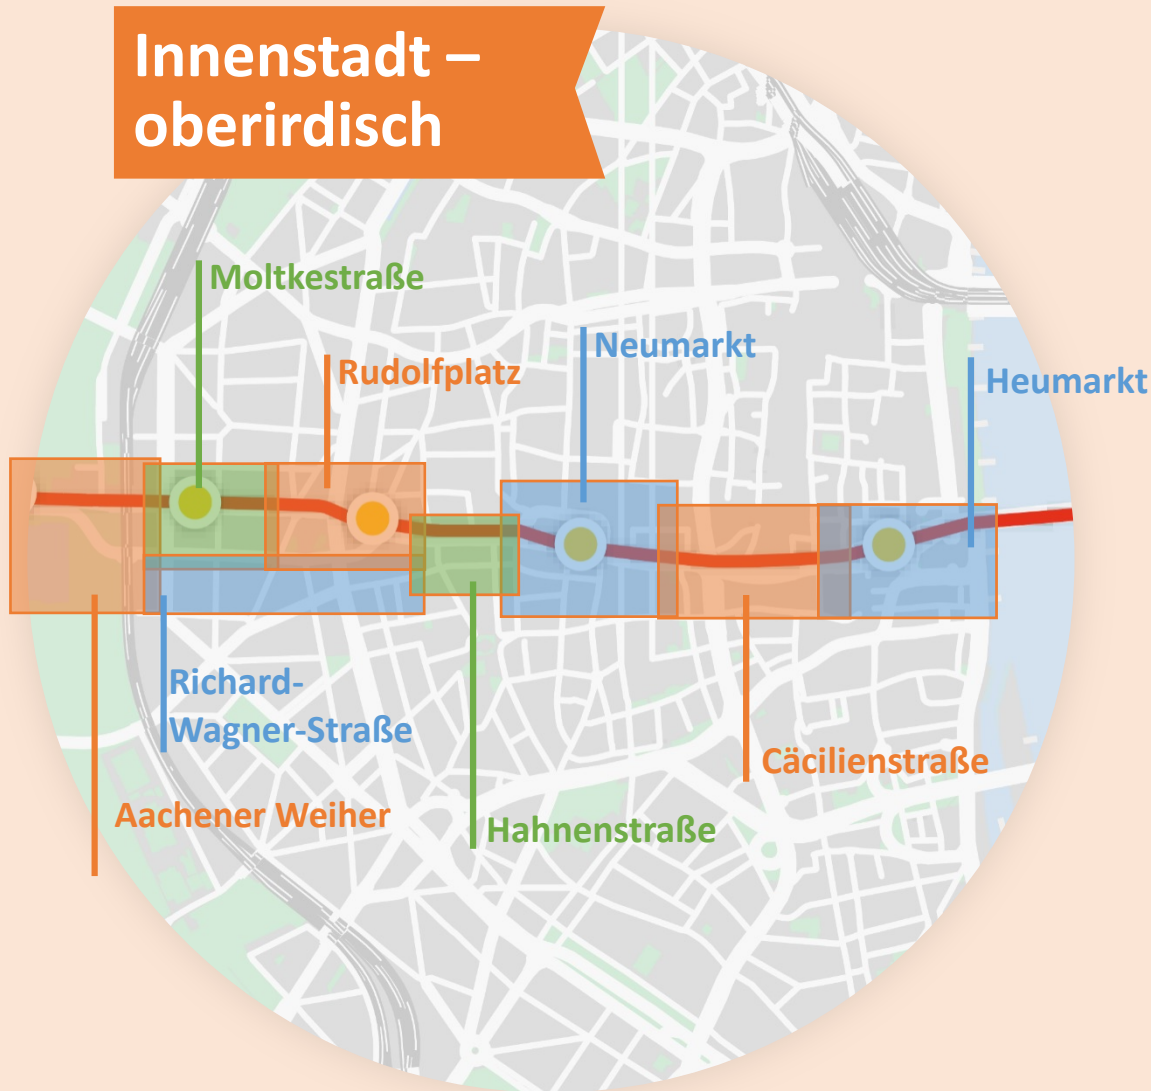 Innenstadt –
oberirdisch
Moltkestraße
Neumarkt
Rudolfplatz
Heumarkt
Richard-
Wagner-Straße
Cäcilienstraße
Aachener Weiher
Hahnenstraße